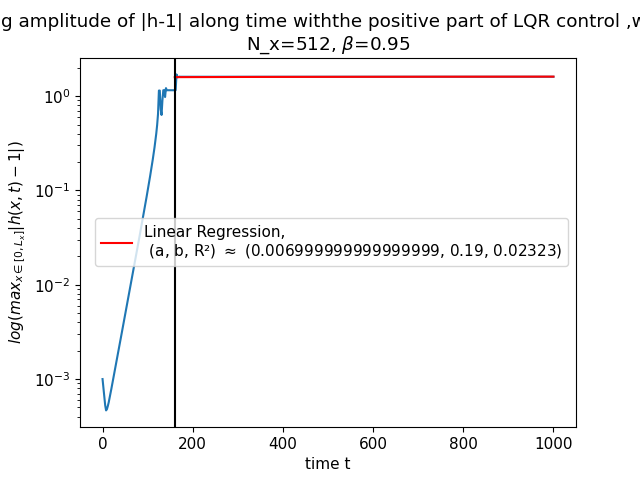 g amplitude of |h-1| along time withthe positive part of LQR control ,w
N_x=512, β=0.95
10⁰
10⁻¹
10⁻²
10⁻³
log(max_{x∈[0,L_x]}|h(x, t) − 1|)
Linear Regression,
(a, b, R²) ≈ (0.006999999999999999, 0.19, 0.02323)
0 200 400 600 800 1000
time t